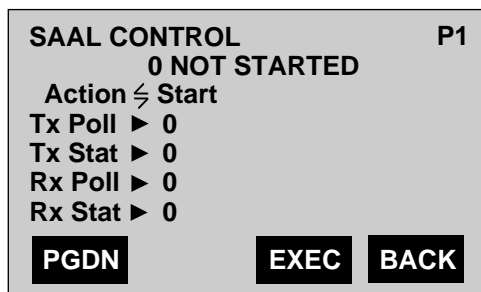 SAAL CONTROL P1
0 NOT STARTED
Action Start
Tx Poll ► 0
Tx Stat ► 0
Rx Poll ► 0
Rx Stat ► 0
PGDN EXEC BACK